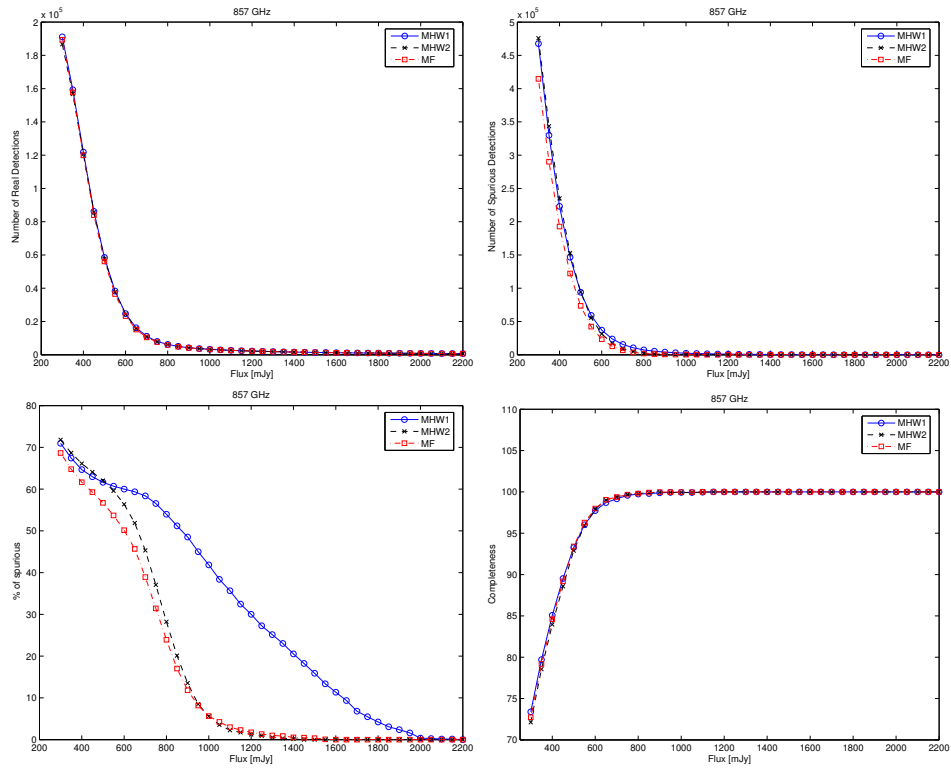 857 GHz
x 10^5
2
1.8
1.6
1.4
1.2
1
0.8
0.6
0.4
0.2
0
200 400 600 800 1000 1200 1400 1600 1800 2000 2200
Flux [mJy]
Number of Real Detections
MHW1
MHW2
MF
857 GHz
x 10^5
5
4.5
4
3.5
3
2.5
2
1.5
1
0.5
0
200 400 600 800 1000 1200 1400 1600 1800 2000 2200
Flux [mJy]
Number of Spurious Detections
MHW1
MHW2
MF
857 GHz
80
70
60
50
40
30
20
10
0
200 400 600 800 1000 1200 1400 1600 1800 2000 2200
Flux [mJy]
% of spurious
MHW1
MHW2
MF
857 GHz
110
105
100
95
90
85
80
75
70
400 600 800 1000 1200 1400 1600 1800 2000 2200
Flux [mJy]
Completeness
MHW1
MHW2
MF